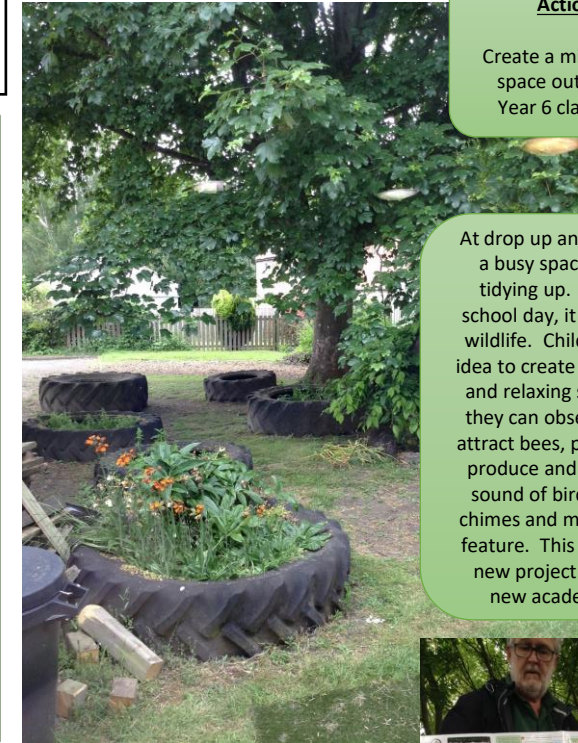 Create a m
space out
Year 6 cla
At drop up an
a busy spac
tidying up.
school day, it
wildlife. Chil
idea to create
and relaxing s
they can obse
attract bees, p
produce and
sound of bir
chimes and m
feature. This
new project
new acade